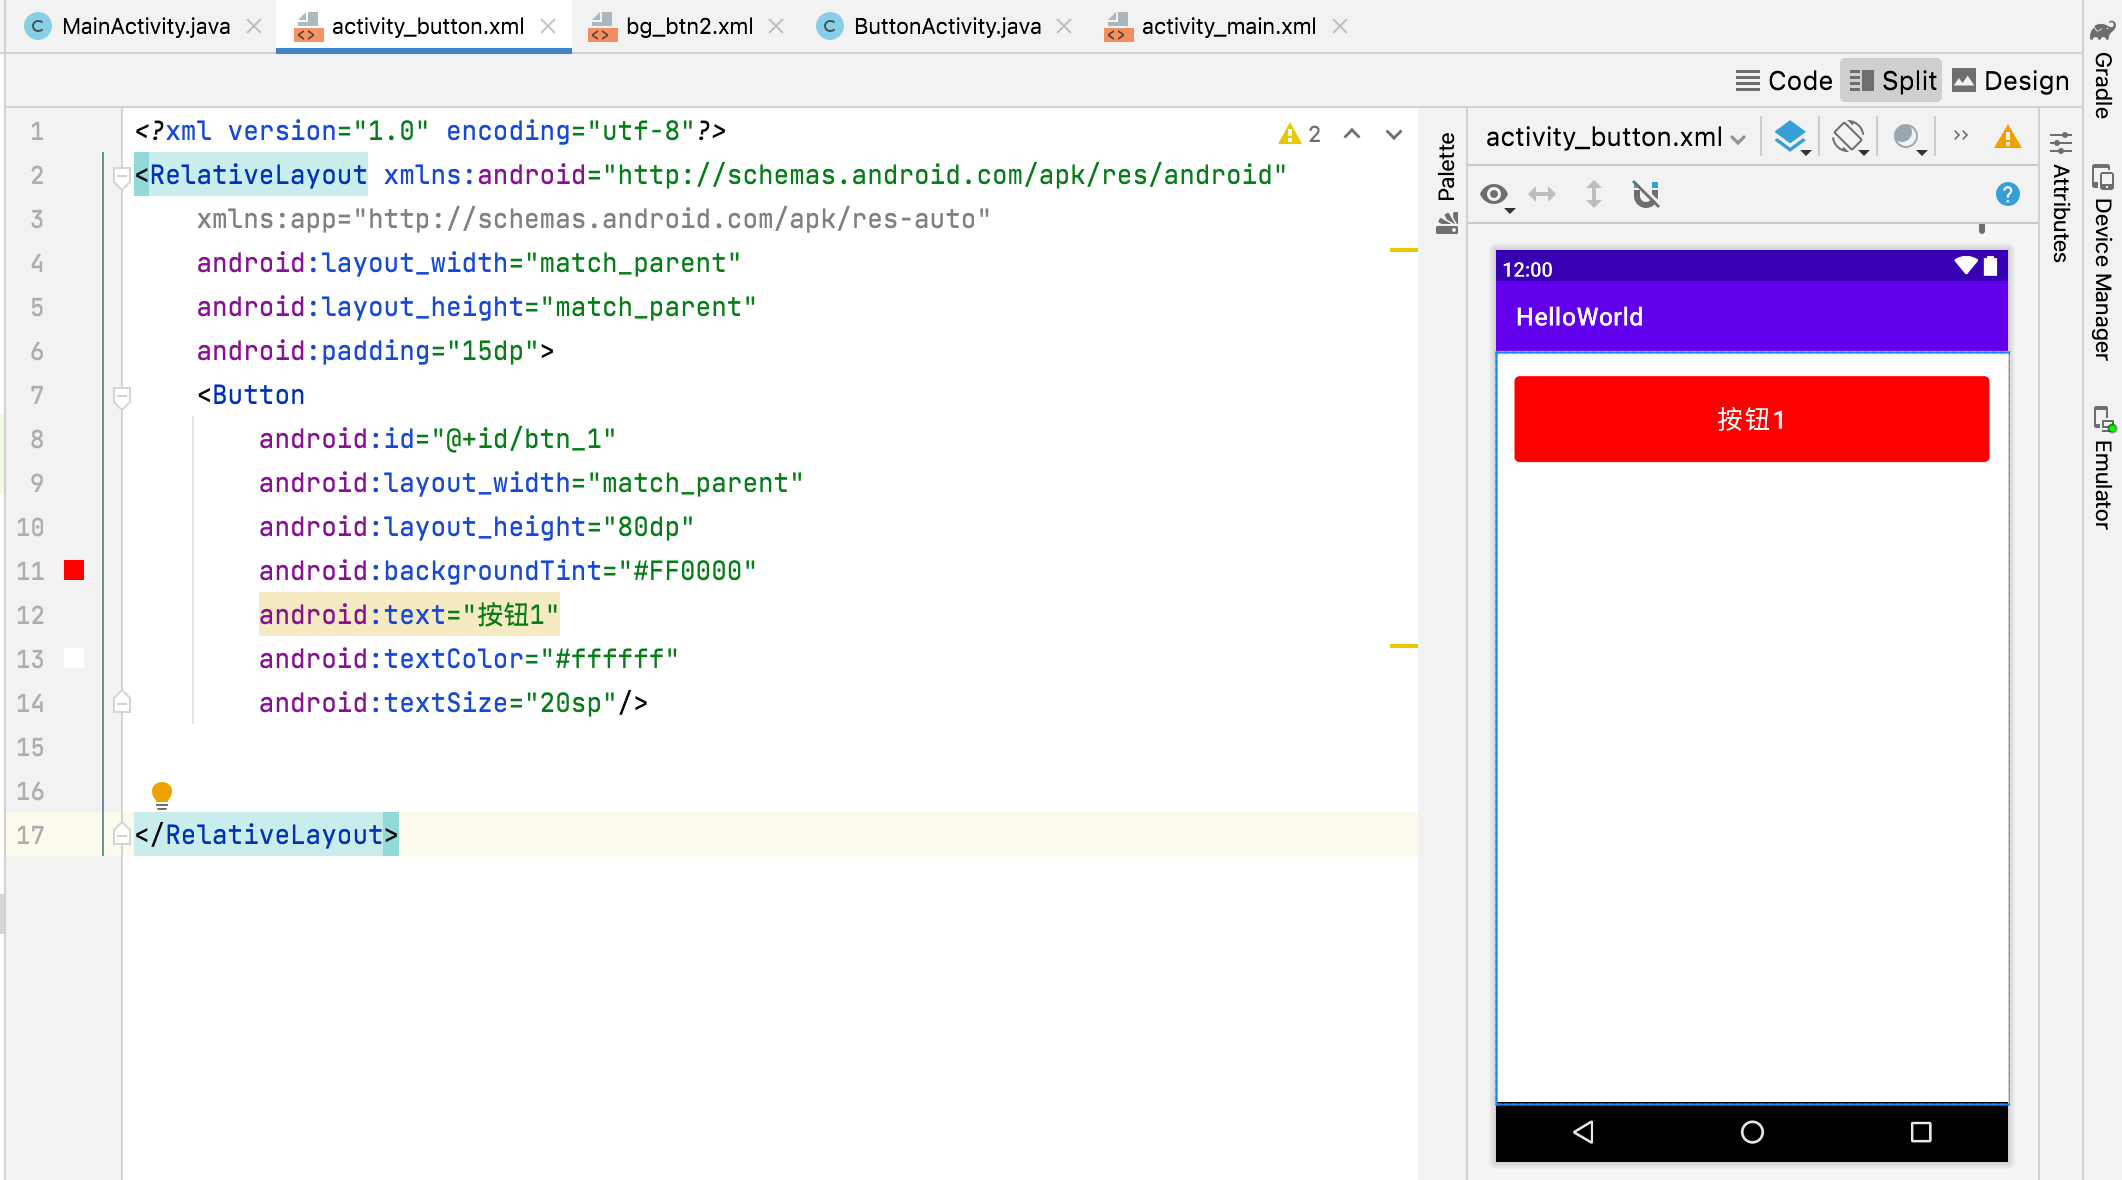 MainActivity.java
activity_button.xml
bg_btn2.xml
ButtonActivity.java
activity_main.xml
Code
Split
Design
1 <?xml version="1.0" encoding="utf-8"?>
2 <RelativeLayout xmlns:android="http://schemas.android.com/apk/res/android"
3 xmlns:app="http://schemas.android.com/apk/res-auto"
4 android:layout_width="match_parent"
5 android:layout_height="match_parent"
6 android:padding="15dp">
7 <Button
8 android:id="@+id/btn_1"
9 android:layout_width="match_parent"
10 android:layout_height="80dp"
11 android:backgroundTint="#FF0000"
12 android:text="按钮1"
13 android:textColor="#ffffff"
14 android:textSize="20sp"/>
15
16
17 </RelativeLayout>
2
Palette
activity_button.xml
12:00
HelloWorld
按钮1
Attributes
Gradle
Device Manager
Emulator